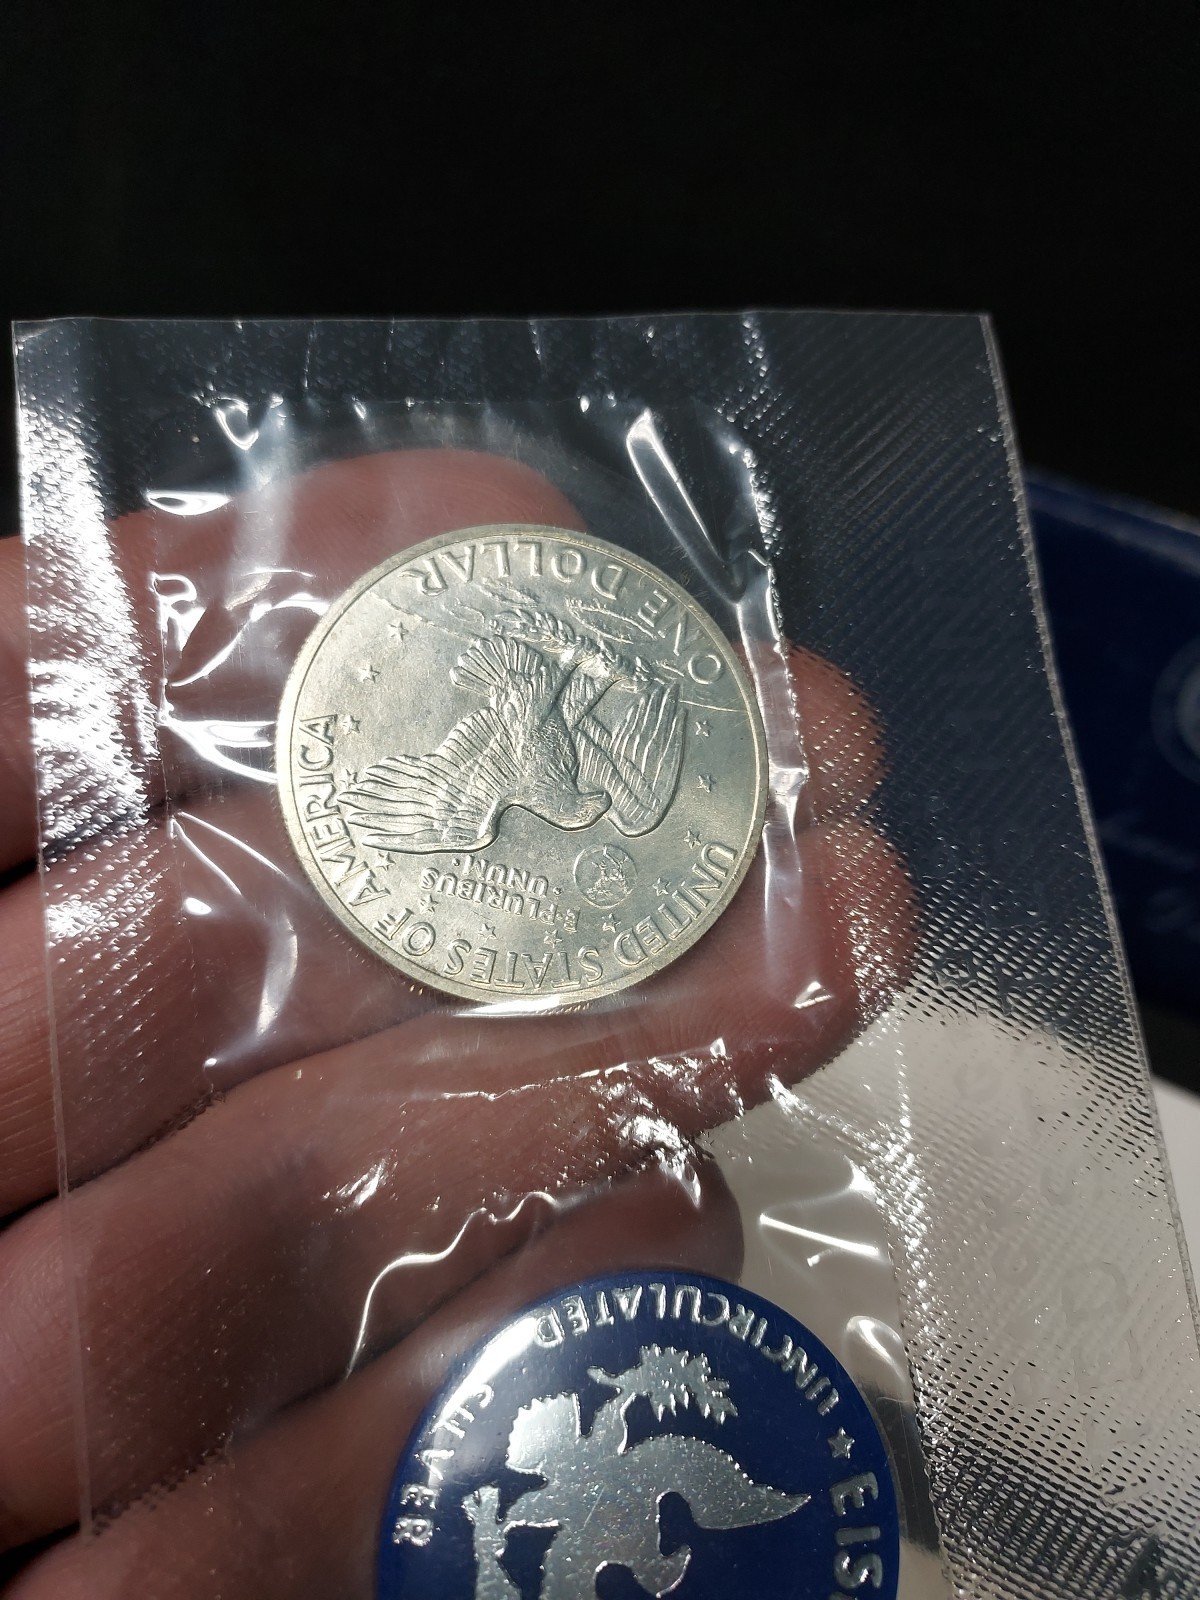 UNITED STATES OF AMERICA
E PLURIBUS
UNUM
ONE DOLLAR
UNCIRCULATED
SILVER
★ EIS